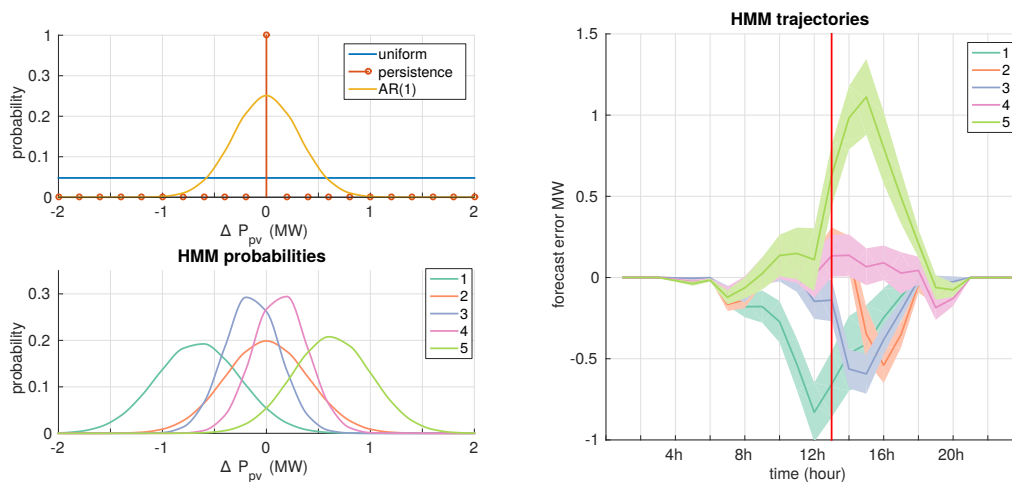 1
0.3
0.2
0.1
0
probability
uniform
persistence
AR(1)
-2 -1 0 1 2
Δ P_pv (MW)
HMM probabilities
0.3
0.2
0.1
0
probability
1
2
3
4
5
-2 -1 0 1 2
Δ P_pv (MW)
HMM trajectories
1.5
1
0.5
0
-0.5
-1
forecast error MW
1
2
3
4
5
4h 8h 12h 16h 20h
time (hour)